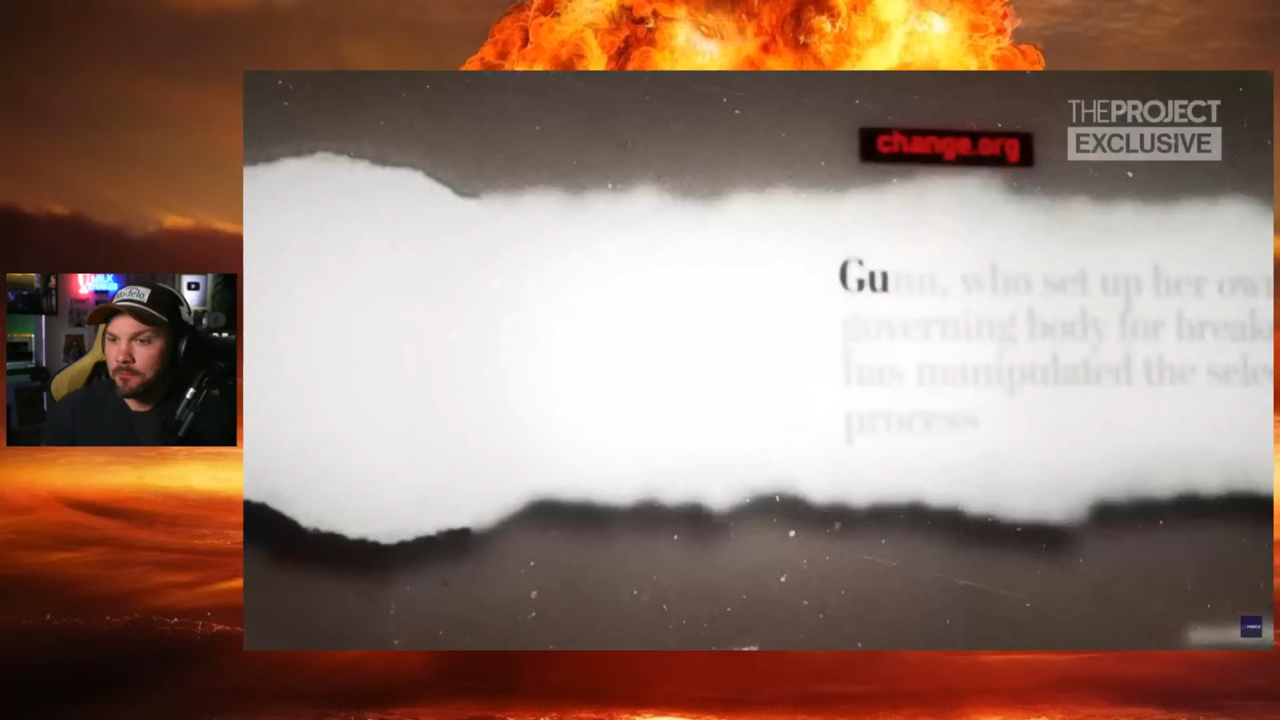 THEPROJECT
EXCLUSIVE
change.org
Gunn, who set up her own
governing body for break
has manipulated the sele
process
Modelo